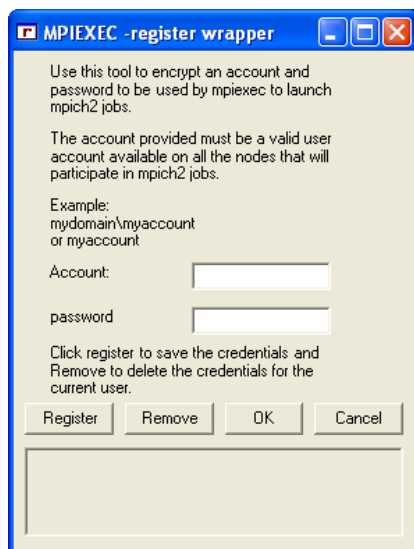 MPIEXEC -register wrapper
Use this tool to encrypt an account and
password to be used by mpiexec to launch
mpich2 jobs.
The account provided must be a valid user
account available on all the nodes that will
participate in mpich2 jobs.
Example:
mydomain\myaccount
or myaccount
Account:
password
Click register to save the credentials and
Remove to delete the credentials for the
current user.
Register Remove OK Cancel